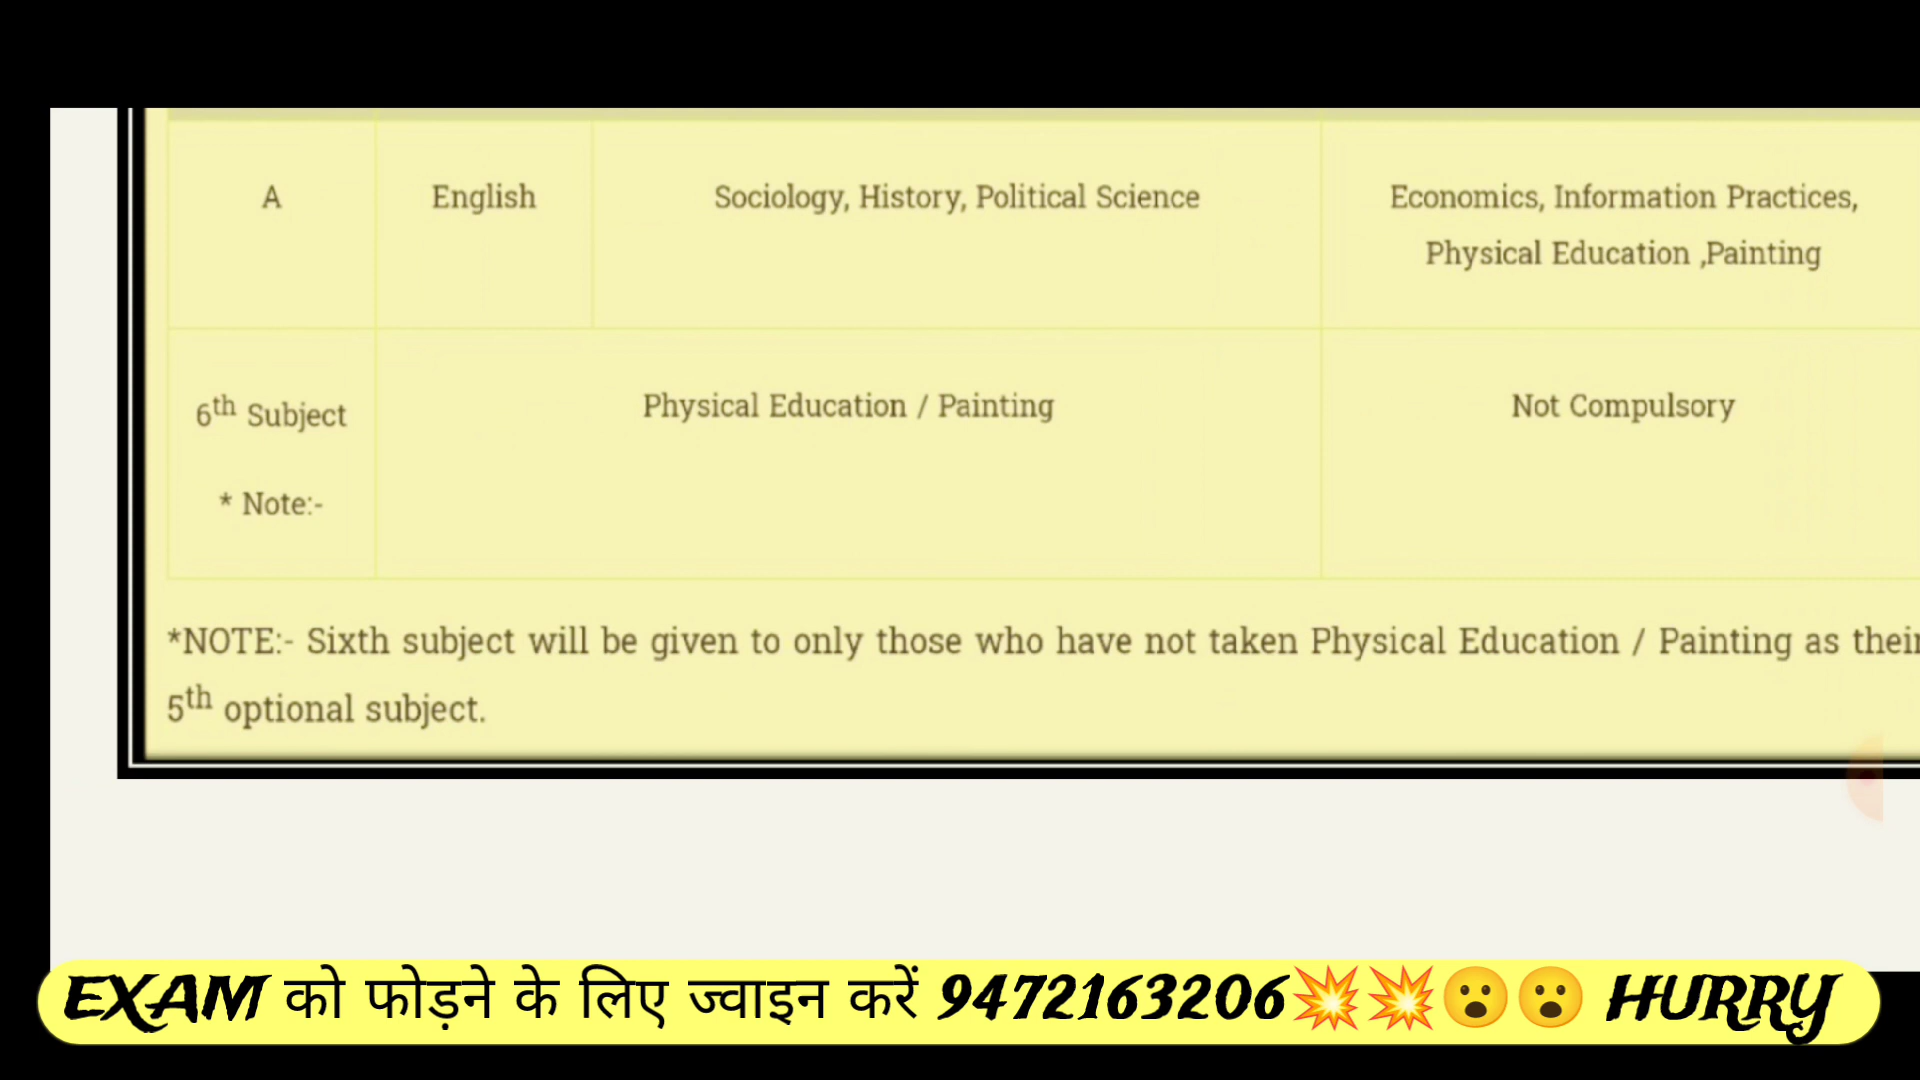 A English Sociology, History, Political Science Economics, Information Practices,
Physical Education ,Painting
6th Subject Physical Education / Painting Not Compulsory
* Note:-
*NOTE:- Sixth subject will be given to only those who have not taken Physical Education / Painting as their
5th optional subject.
EXAM को फोड़ने के लिए ज्वाइन करें 9472163206💥💥😮😮 HURRY